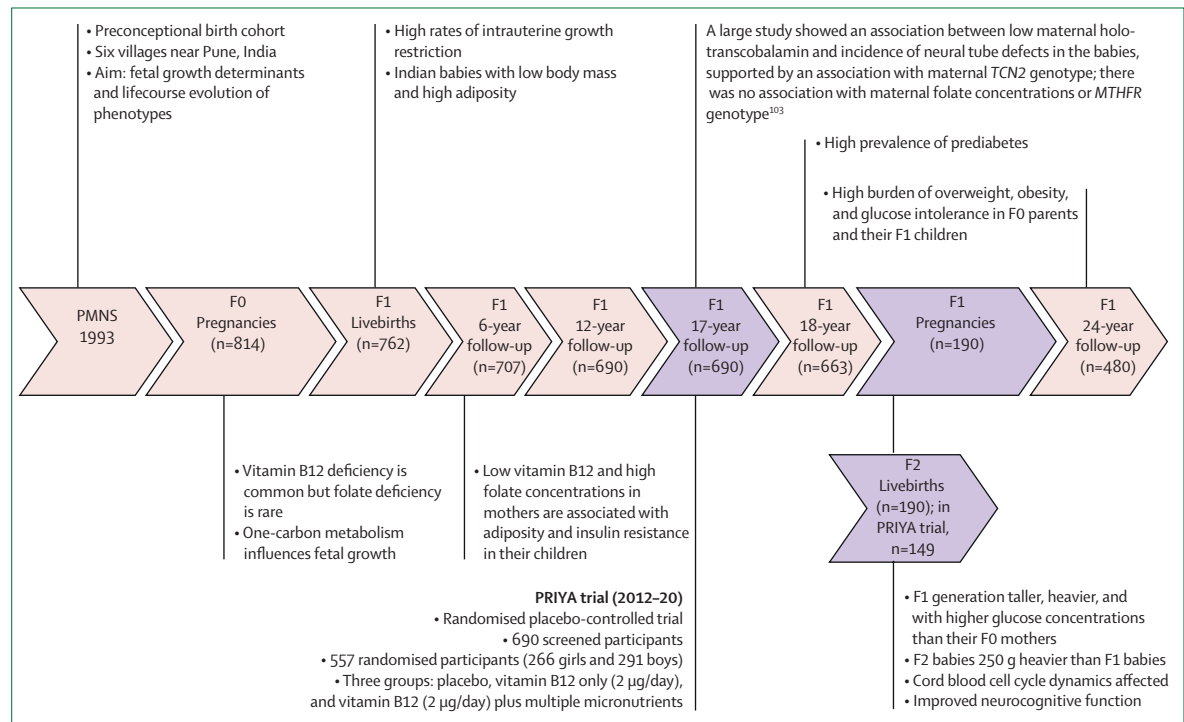 • Preconceptional birth cohort
• Six villages near Pune, India
• Aim: fetal growth determinants
and lifecourse evolution of
phenotypes
• High rates of intrauterine growth
restriction
• Indian babies with low body mass
and high adiposity
A large study showed an association between low maternal holo-
transcobalamin and incidence of neural tube defects in the babies,
supported by an association with maternal TCN2 genotype; there
was no association with maternal folate concentrations or MTHFR
genotype¹⁰³
• High prevalence of prediabetes
• High burden of overweight, obesity,
and glucose intolerance in F0 parents
and their F1 children
PMNS
1993
F0
Pregnancies
(n=814)
F1
Livebirths
(n=762)
F1
6-year
follow-up
(n=707)
F1
12-year
follow-up
(n=690)
F1
17-year
follow-up
(n=690)
F1
18-year
follow-up
(n=663)
F1
Pregnancies
(n=190)
F1
24-year
follow-up
(n=480)
• Vitamin B12 deficiency is
common but folate deficiency
is rare
• One-carbon metabolism
influences fetal growth
• Low vitamin B12 and high
folate concentrations in
mothers are associated with
adiposity and insulin resistance
in their children
F2
Livebirths
(n=190); in
PRIYA trial,
n=149
PRIYA trial (2012–20)
• Randomised placebo-controlled trial
• 690 screened participants
• 557 randomised participants (266 girls and 291 boys)
• Three groups: placebo, vitamin B12 only (2 µg/day),
and vitamin B12 (2 µg/day) plus multiple micronutrients
• F1 generation taller, heavier, and
with higher glucose concentrations
than their F0 mothers
• F2 babies 250 g heavier than F1 babies
• Cord blood cell cycle dynamics affected
• Improved neurocognitive function